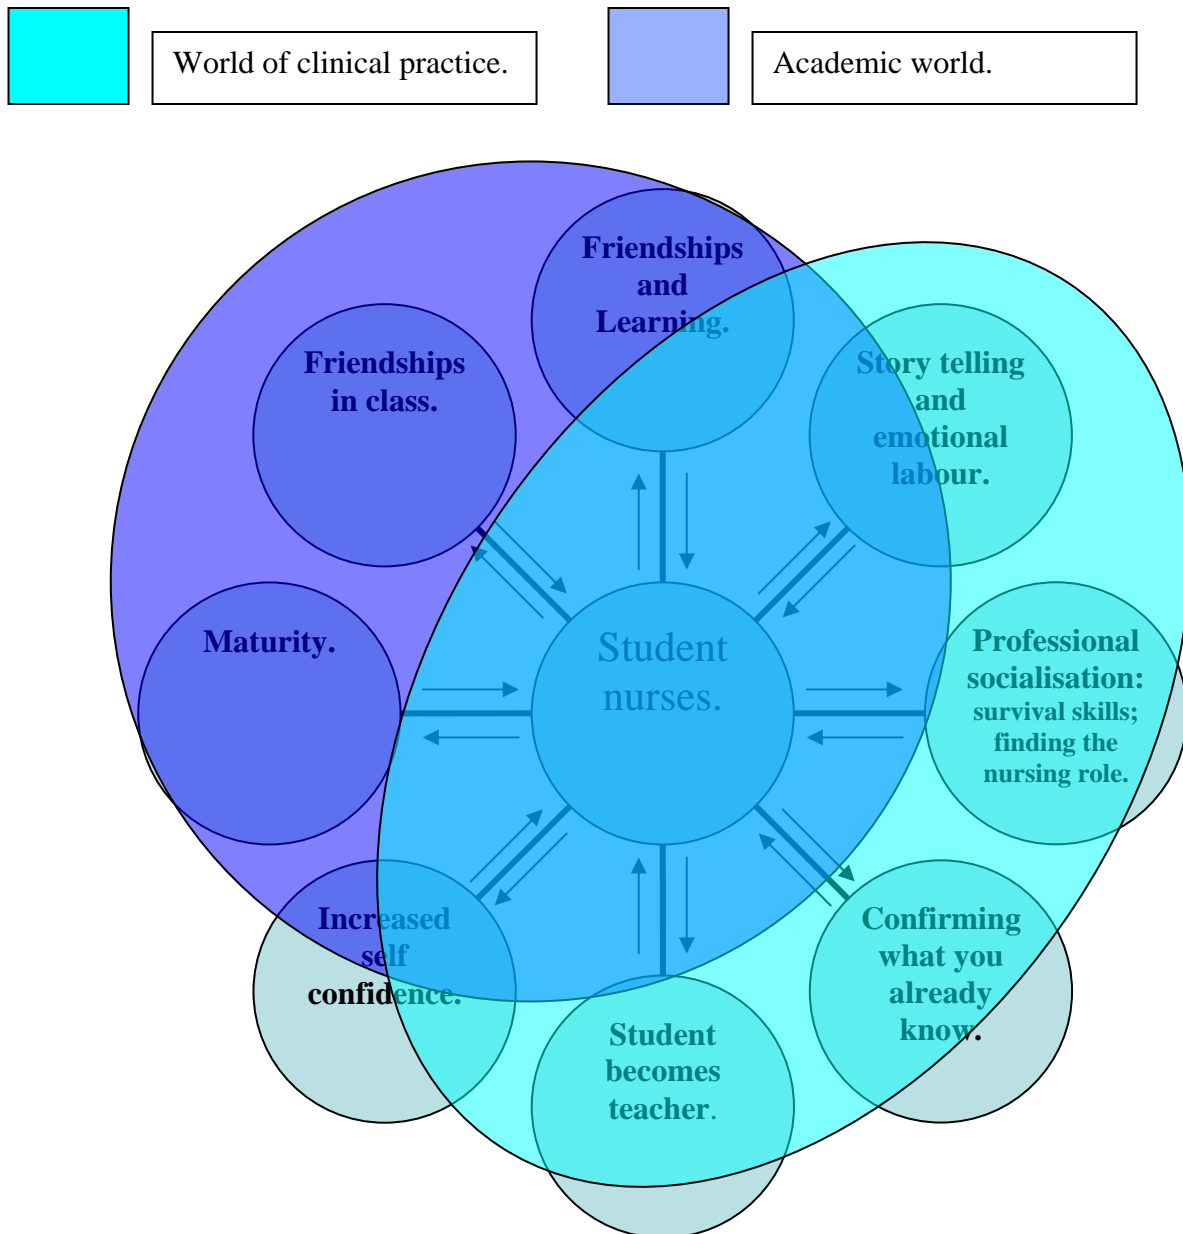 World of clinical practice.
Academic world.
Friendships
and
Learning.
Friendships
in class.
Story telling
and
emotional
labour.
Maturity.
Student
nurses.
Professional
socialisation:
survival skills;
finding the
nursing role.
Increased
self
confidence.
Confirming
what you
already
know.
Student
becomes
teacher.